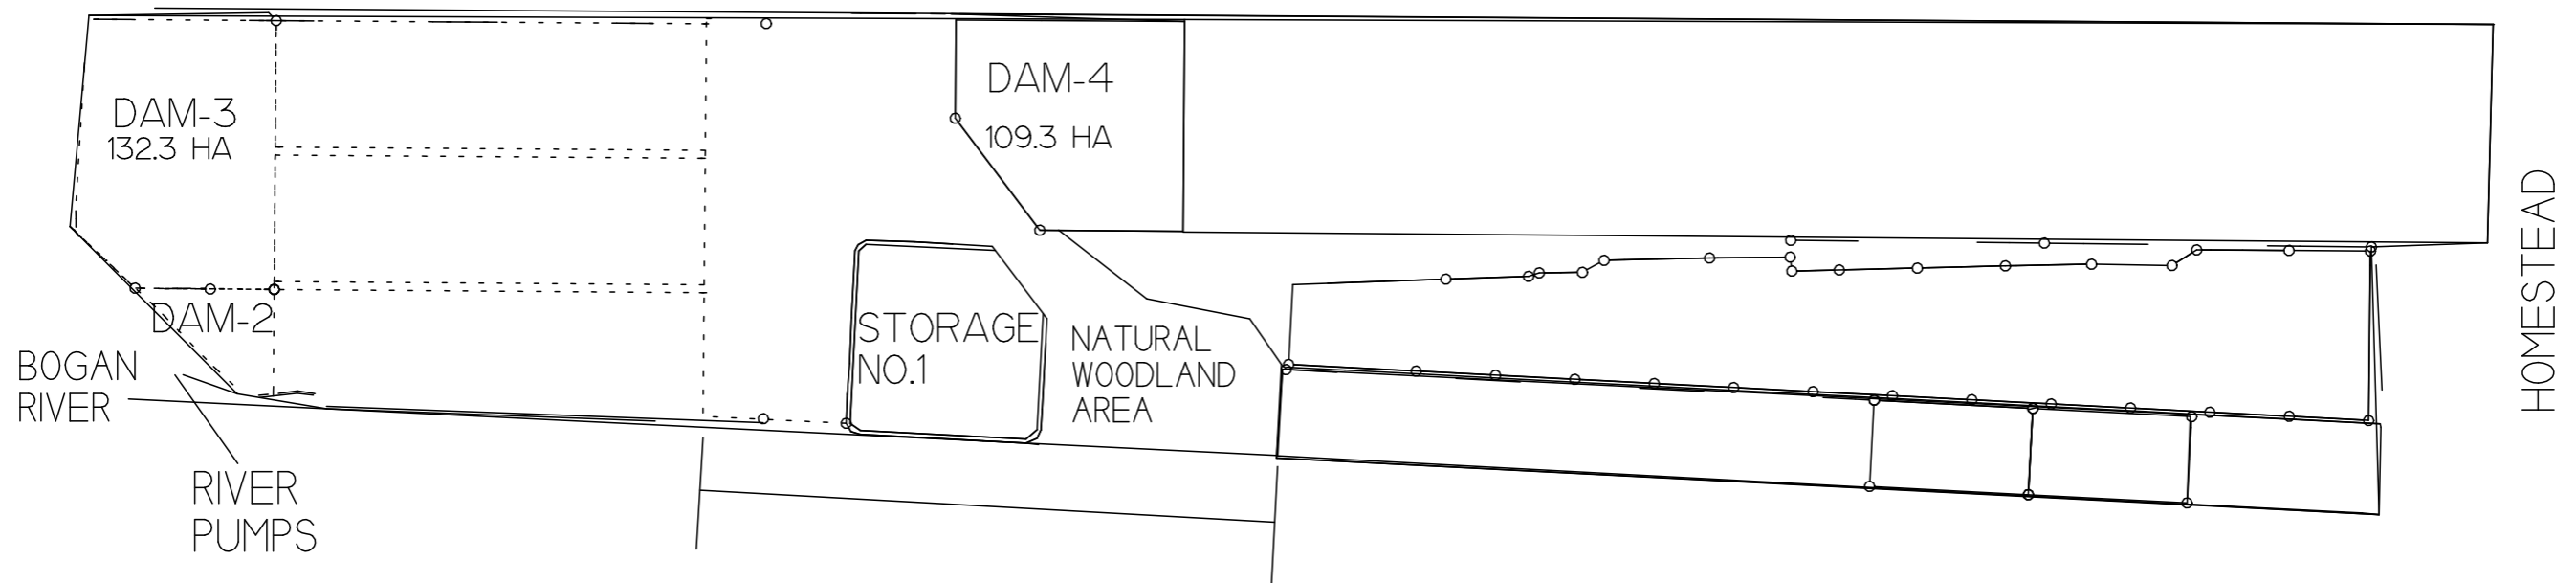 DAM-3
132.3 HA
DAM-4
109.3 HA
DAM-2
STORAGE
NO.1
NATURAL
WOODLAND
AREA
BOGAN
RIVER
RIVER
PUMPS
HOMESTEAD